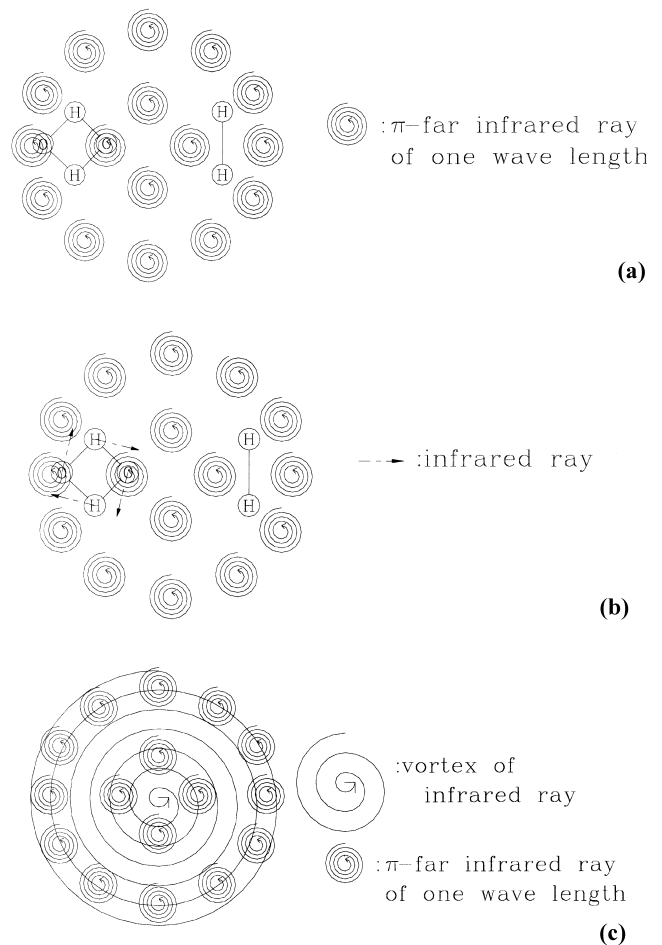 H
H
O
O
H
H
:π-far infrared ray
of one wave length
(a)
H
H
O
O
H
H
:infrared ray
(b)
:vortex of
infrared ray
:π-far infrared ray
of one wave length
(c)